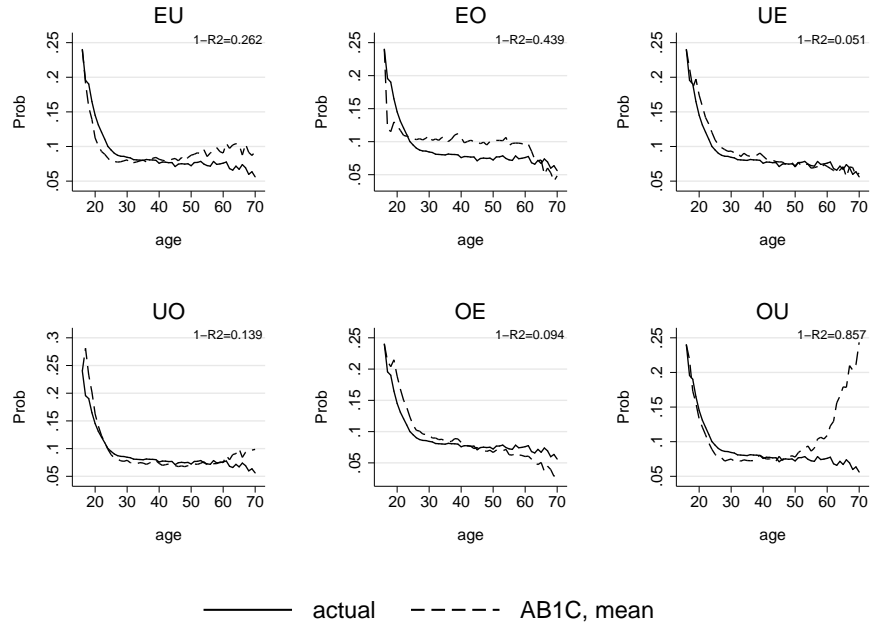 EU
1−R2=0.262
.25
.2
.15
.1
.05
Prob
20 30 40 50 60 70
age
EO
1−R2=0.439
.25
.2
.15
.1
.05
Prob
20 30 40 50 60 70
age
UE
1−R2=0.051
.25
.2
.15
.1
.05
Prob
20 30 40 50 60 70
age
UO
1−R2=0.139
.3
.25
.2
.15
.1
.05
Prob
20 30 40 50 60 70
age
OE
1−R2=0.094
.25
.2
.15
.1
.05
Prob
20 30 40 50 60 70
age
OU
1−R2=0.857
.25
.2
.15
.1
.05
Prob
20 30 40 50 60 70
age
actual AB1C, mean